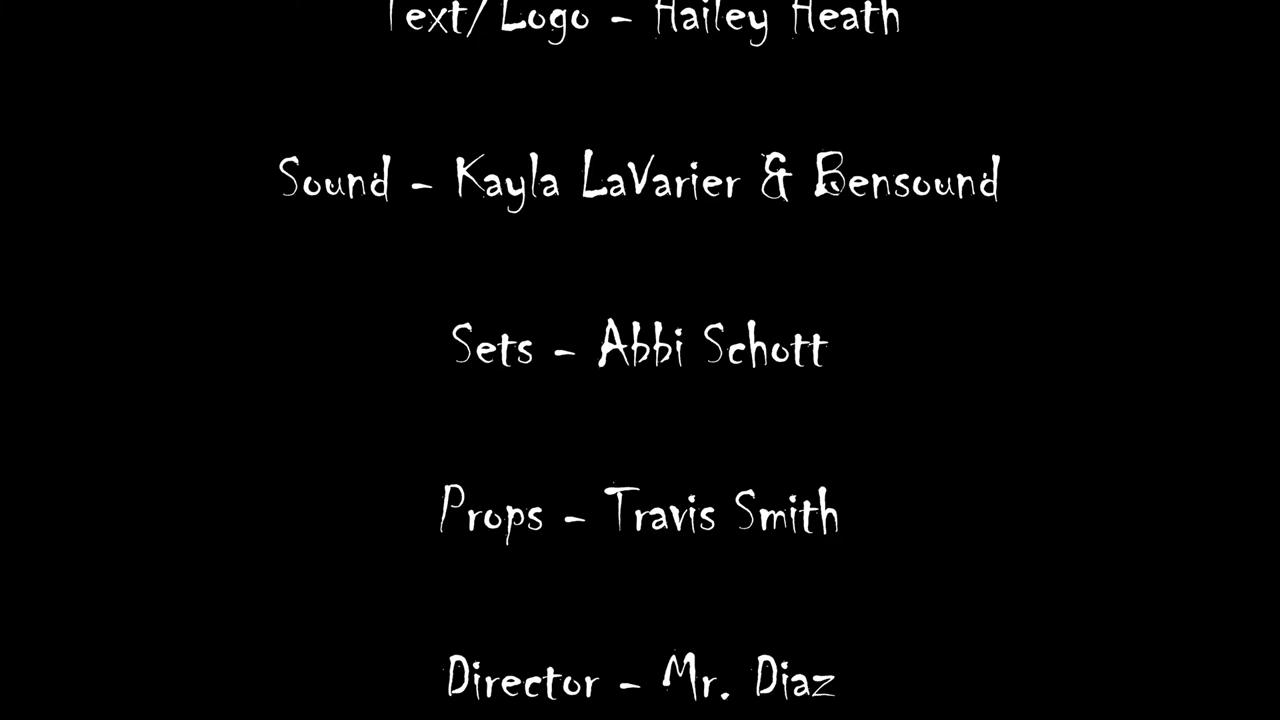 Text/Logo - Hailey Heath
Sound - Kayla LaVarier & Bensound
Sets - Abbi Schott
Props - Travis Smith
Director - Mr. Diaz